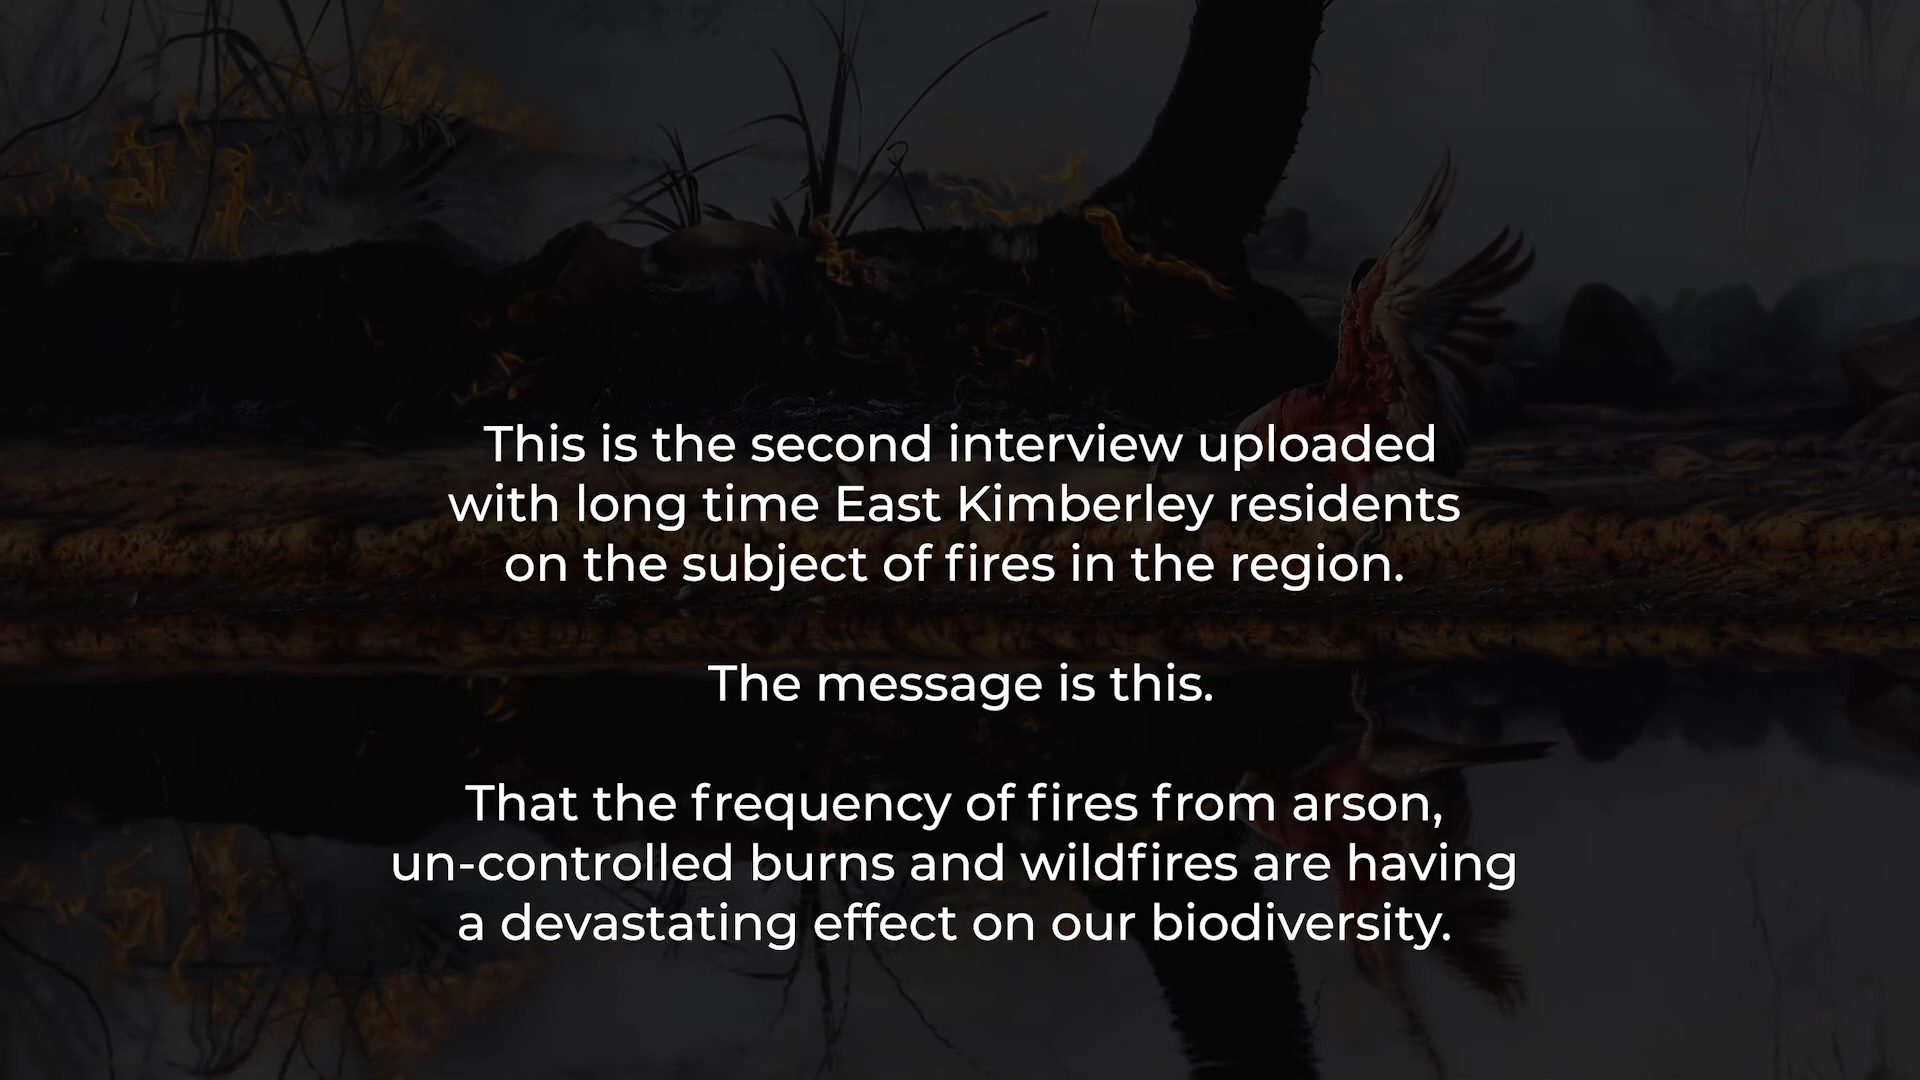 This is the second interview uploaded
with long time East Kimberley residents
on the subject of fires in the region.
The message is this.
That the frequency of fires from arson,
un-controlled burns and wildfires are having
a devastating effect on our biodiversity.